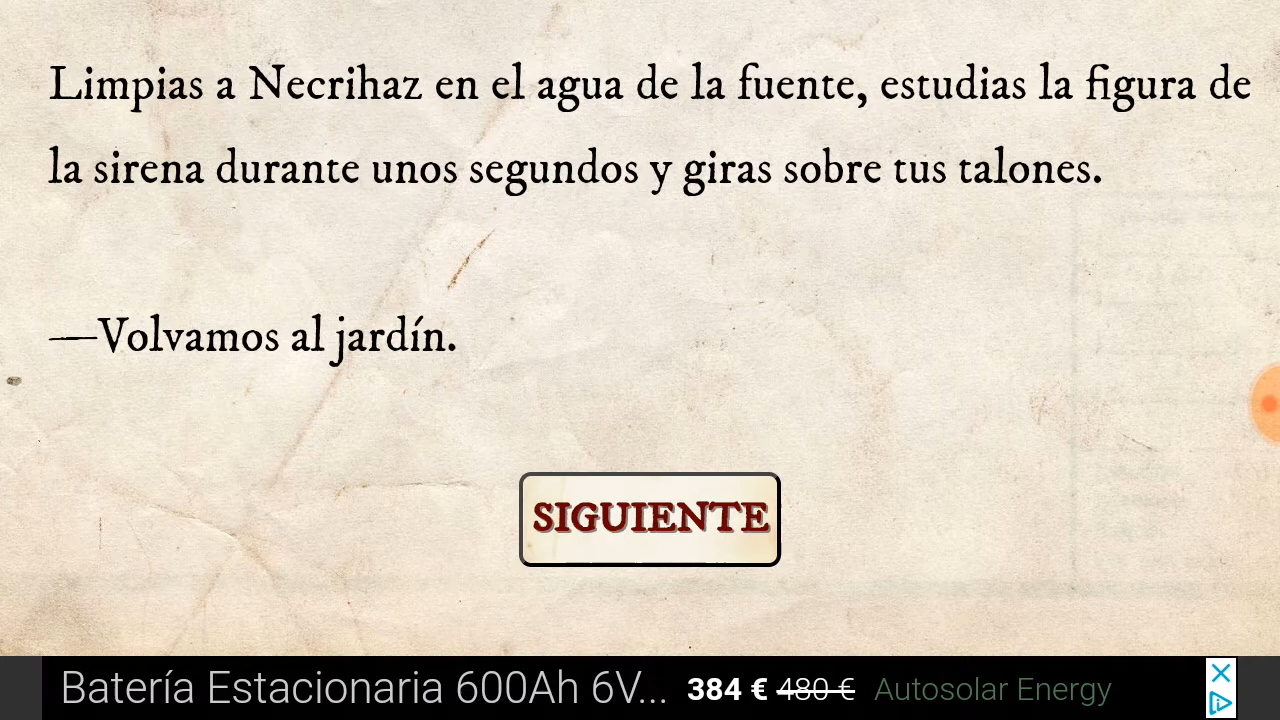 Limpias a Necrihaz en el agua de la fuente, estudias la figura de
la sirena durante unos segundos y giras sobre tus talones.
—Volvamos al jardín.
SIGUIENTE
Batería Estacionaria 600Ah 6V... 384 € 480 € Autosolar Energy